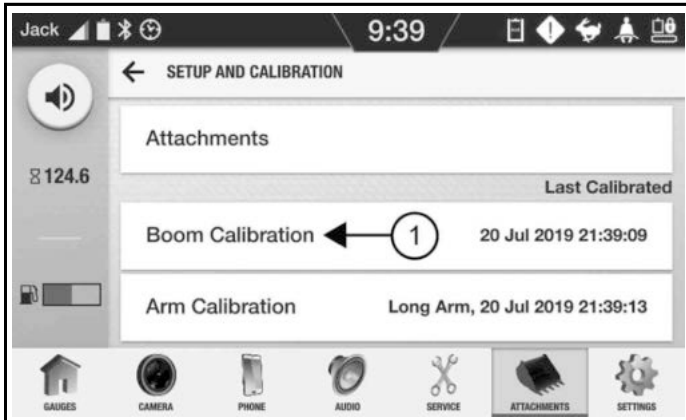 Jack 9:39
SETUP AND CALIBRATION
Attachments
124.6
Last Calibrated
Boom Calibration 1 20 Jul 2019 21:39:09
Arm Calibration Long Arm, 20 Jul 2019 21:39:13
GAUGES CAMERA PHONE AUDIO SERVICE ATTACHMENTS SETTINGS